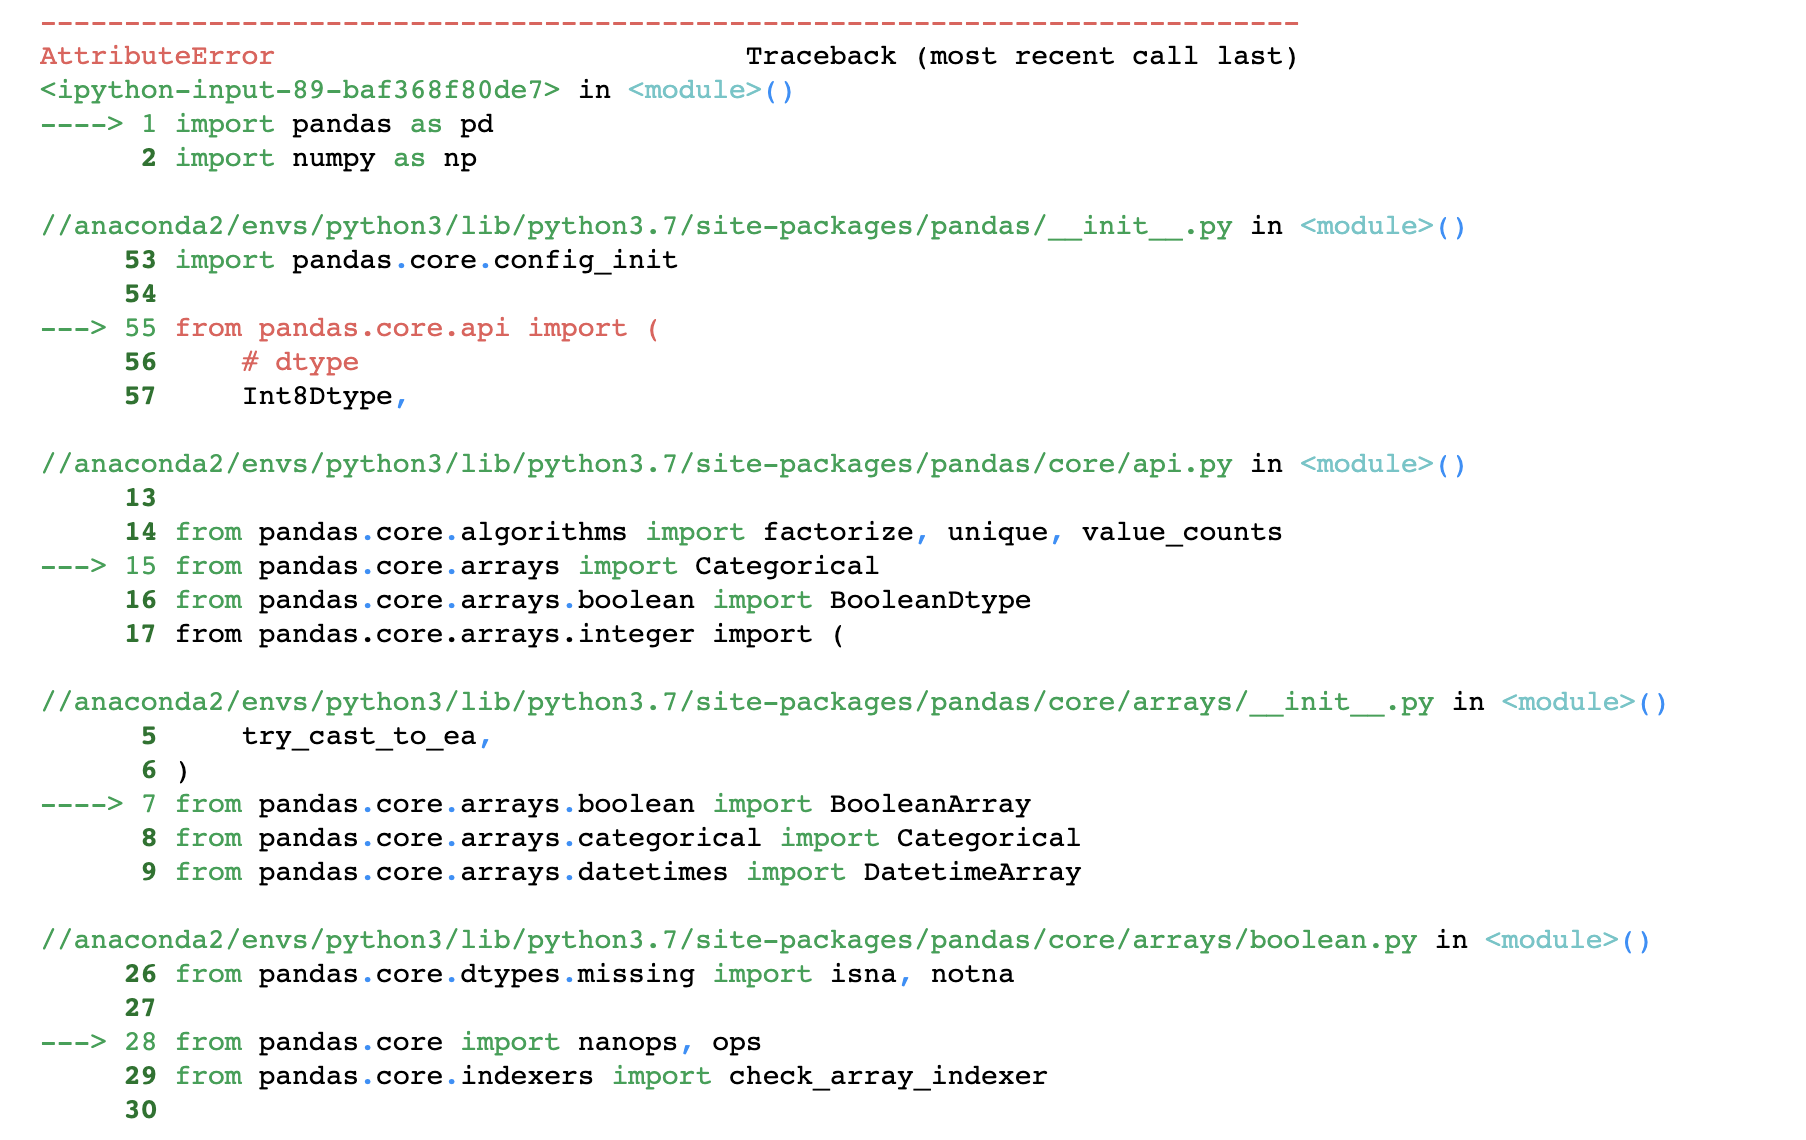 ---------------------------------------------------------------------------
AttributeError                            Traceback (most recent call last)
<ipython-input-89-baf368f80de7> in <module>()
----> 1 import pandas as pd
      2 import numpy as np

//anaconda2/envs/python3/lib/python3.7/site-packages/pandas/__init__.py in <module>()
     53 import pandas.core.config_init
     54
---> 55 from pandas.core.api import (
     56     # dtype
     57     Int8Dtype,

//anaconda2/envs/python3/lib/python3.7/site-packages/pandas/core/api.py in <module>()
     13
     14 from pandas.core.algorithms import factorize, unique, value_counts
---> 15 from pandas.core.arrays import Categorical
     16 from pandas.core.arrays.boolean import BooleanDtype
     17 from pandas.core.arrays.integer import (

//anaconda2/envs/python3/lib/python3.7/site-packages/pandas/core/arrays/__init__.py in <module>()
      5     try_cast_to_ea,
      6 )
----> 7 from pandas.core.arrays.boolean import BooleanArray
      8 from pandas.core.arrays.categorical import Categorical
      9 from pandas.core.arrays.datetimes import DatetimeArray

//anaconda2/envs/python3/lib/python3.7/site-packages/pandas/core/arrays/boolean.py in <module>()
     26 from pandas.core.dtypes.missing import isna, notna
     27
---> 28 from pandas.core import nanops, ops
     29 from pandas.core.indexers import check_array_indexer
     30